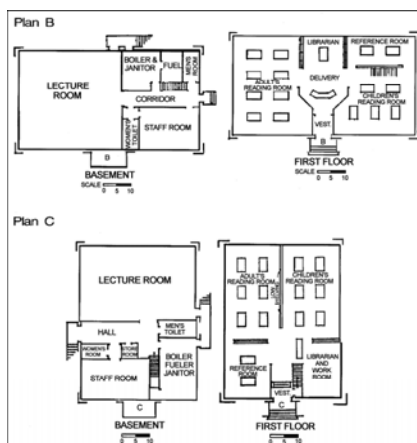 Plan B
LECTURE
ROOM
BOILER &
JANITOR
FUEL
MEN'S
ROOM
CORRIDOR
WOMEN'S
TOILET
STAFF ROOM
B
BASEMENT
SCALE
0 5 10
LIBRARIAN
REFERENCE ROOM
ADULT'S
READING ROOM
DELIVERY
CHILDREN'S
READING ROOM
VEST.
B
FIRST FLOOR
SCALE
0 5 10
Plan C
LECTURE ROOM
HALL
MEN'S
TOILET
WOMEN'S
ROOM
STORE
ROOM
BOILER
FUELER
JANITOR
STAFF ROOM
C
BASEMENT
0 5 10
ADULT'S
READING ROOM
CHILDREN'S
READING ROOM
REFERENCE
ROOM
LIBRARIAN
AND
WORK
ROOM
VEST.
C
FIRST FLOOR
0 5 10